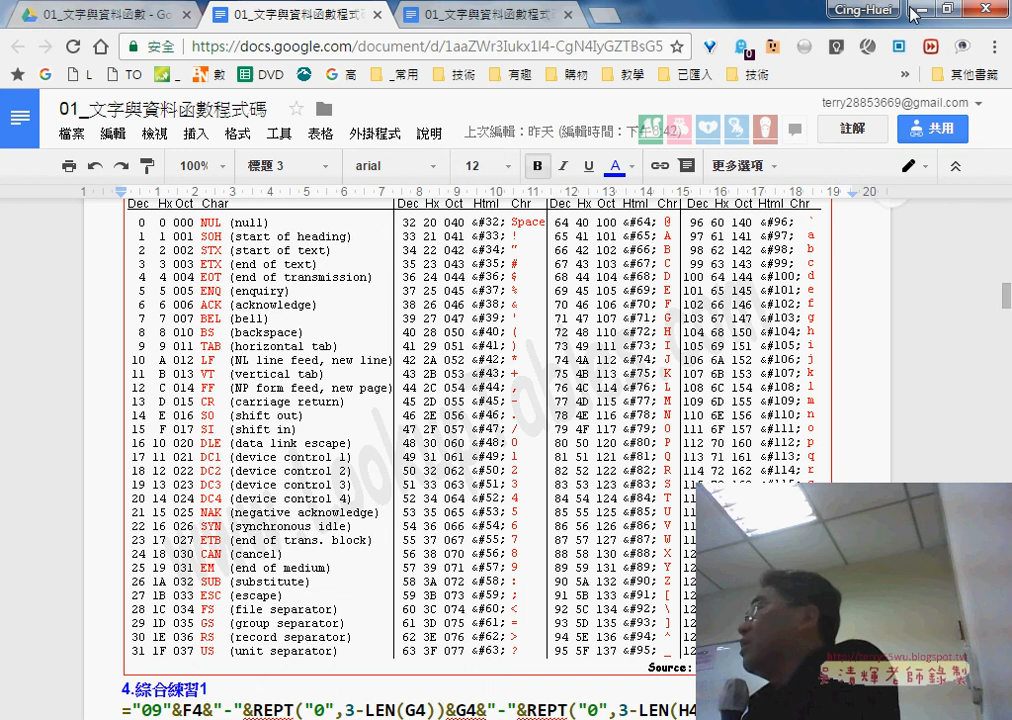 01_文字與資料函數 - Go
01_文字與資料函數程式
01_文字與資料函數程式
Cing-Huei
安全
https://docs.google.com/document/d/1aaZWr3Iukx1l4-CgN4IyGZTBsG5
L
TO
數
DVD
高
_常用
技術
有趣
購物
教學
已匯入
技術
»
其他書籤
01_文字與資料函數程式碼
terry28853669@gmail.com
檔案 編輯 檢視 插入 格式 工具 表格 外掛程式 說明
上次編輯:昨天 (編輯時間:下午8:42)
註解
共用
100%
標題 3
arial
12
B I U A
更多選項
1 1 2 3 4 5 6 7 8 9 10 11 12 13 14 15 16 17 18 19 20
Dec Hx Oct Char Dec Hx Oct Html Chr Dec Hx Oct Html Chr Dec Hx Oct Html Chr
0 0 000 NUL (null) 32 20 040 &#32; Space 64 40 100 &#64; @ 96 60 140 &#96; `
1 1 001 SOH (start of heading) 33 21 041 &#33; ! 65 41 101 &#65; A 97 61 141 &#97; a
2 2 002 STX (start of text) 34 22 042 &#34; " 66 42 102 &#66; B 98 62 142 &#98; b
3 3 003 ETX (end of text) 35 23 043 &#35; # 67 43 103 &#67; C 99 63 143 &#99; c
4 4 004 EOT (end of transmission) 36 24 044 &#36; $ 68 44 104 &#68; D 100 64 144 &#100; d
5 5 005 ENQ (enquiry) 37 25 045 &#37; % 69 45 105 &#69; E 101 65 145 &#101; e
6 6 006 ACK (acknowledge) 38 26 046 &#38; & 70 46 106 &#70; F 102 66 146 &#102; f
7 7 007 BEL (bell) 39 27 047 &#39; ' 71 47 107 &#71; G 103 67 147 &#103; g
8 8 010 BS (backspace) 40 28 050 &#40; ( 72 48 110 &#72; H 104 68 150 &#104; h
9 9 011 TAB (horizontal tab) 41 29 051 &#41; ) 73 49 111 &#73; I 105 69 151 &#105; i
10 A 012 LF (NL line feed, new line) 42 2A 052 &#42; * 74 4A 112 &#74; J 106 6A 152 &#106; j
11 B 013 VT (vertical tab) 43 2B 053 &#43; + 75 4B 113 &#75; K 107 6B 153 &#107; k
12 C 014 FF (NP form feed, new page) 44 2C 054 &#44; , 76 4C 114 &#76; L 108 6C 154 &#108; l
13 D 015 CR (carriage return) 45 2D 055 &#45; - 77 4D 115 &#77; M 109 6D 155 &#109; m
14 E 016 SO (shift out) 46 2E 056 &#46; . 78 4E 116 &#78; N 110 6E 156 &#110; n
15 F 017 SI (shift in) 47 2F 057 &#47; / 79 4F 117 &#79; O 111 6F 157 &#111; o
16 10 020 DLE (data link escape) 48 30 060 &#48; 0 80 50 120 &#80; P 112 70 160 &#112; p
17 11 021 DC1 (device control 1) 49 31 061 &#49; 1 81 51 121 &#81; Q 113 71 161 &#113; q
18 12 022 DC2 (device control 2) 50 32 062 &#50; 2 82 52 122 &#82; R 114 72 162 &#114; r
19 13 023 DC3 (device control 3) 51 33 063 &#51; 3 83 53 123 &#83; S
20 14 024 DC4 (device control 4) 52 34 064 &#52; 4 84 54 124 &#84; T
21 15 025 NAK (negative acknowledge) 53 35 065 &#53; 5 85 55 125 &#85; U
22 16 026 SYN (synchronous idle) 54 36 066 &#54; 6 86 56 126 &#86; V
23 17 027 ETB (end of trans. block) 55 37 067 &#55; 7 87 57 127 &#87; W
24 18 030 CAN (cancel) 56 38 070 &#56; 8 88 58 130 &#88; X
25 19 031 EM (end of medium) 57 39 071 &#57; 9 89 59 131 &#89; Y
26 1A 032 SUB (substitute) 58 3A 072 &#58; : 90 5A 132 &#90; Z
27 1B 033 ESC (escape) 59 3B 073 &#59; ; 91 5B 133 &#91; [
28 1C 034 FS (file separator) 60 3C 074 &#60; < 92 5C 134 &#92; \
29 1D 035 GS (group separator) 61 3D 075 &#61; = 93 5D 135 &#93; ]
30 1E 036 RS (record separator) 62 3E 076 &#62; > 94 5E 136 &#94; ^
31 1F 037 US (unit separator) 63 3F 077 &#63; ? 95 5F 137 &#95; _
Source:
4.綜合練習1
="09"&F4&"-"&REPT("0",3-LEN(G4))&G4&"-"&REPT("0",3-LEN(H4
http://terry55wu.blogspot.tw
吳清輝老師錄製